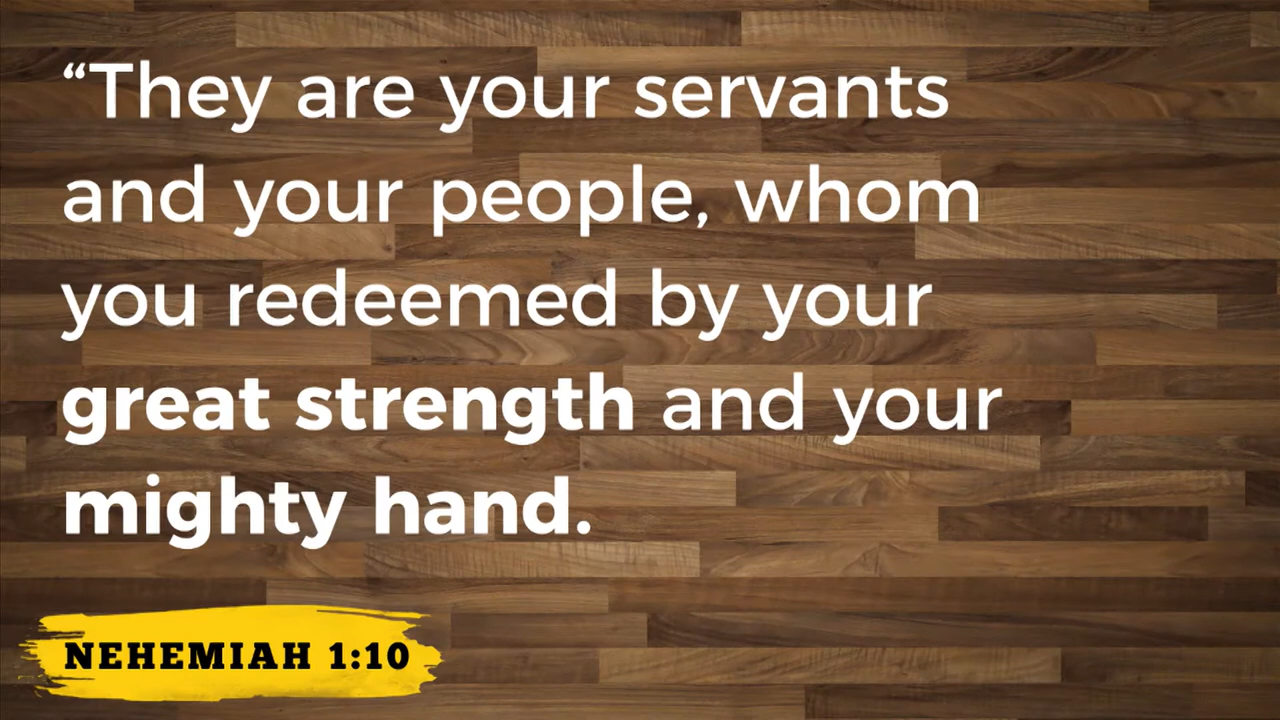 “They are your servants
and your people, whom
you redeemed by your
great strength and your
mighty hand.
NEHEMIAH 1:10